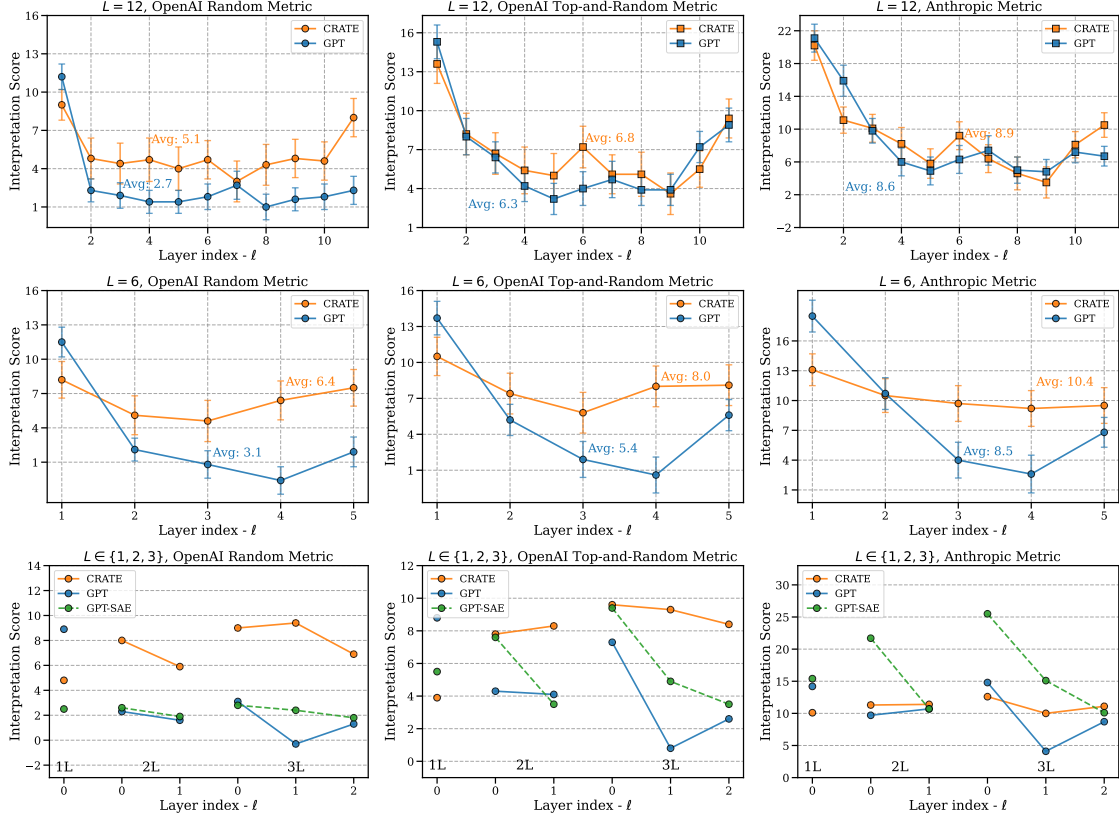 L = 12, OpenAI Random Metric
Interpretation Score
16
13
10
7
4
1
CRATE
GPT
Avg: 5.1
Avg: 2.7
2
4
6
8
10
Layer index - ℓ
L = 12, OpenAI Top-and-Random Metric
Interpretation Score
16
13
10
7
4
1
CRATE
GPT
Avg: 6.8
Avg: 6.3
2
4
6
8
10
Layer index - ℓ
L = 12, Anthropic Metric
Interpretation Score
22
18
14
10
6
2
−2
CRATE
GPT
Avg: 8.9
Avg: 8.6
2
4
6
8
10
Layer index - ℓ
L = 6, OpenAI Random Metric
Interpretation Score
16
13
10
7
4
1
CRATE
GPT
Avg: 6.4
Avg: 3.1
1
2
3
4
5
Layer index - ℓ
L = 6, OpenAI Top-and-Random Metric
Interpretation Score
16
13
10
7
4
1
CRATE
GPT
Avg: 8.0
Avg: 5.4
1
2
3
4
5
Layer index - ℓ
L = 6, Anthropic Metric
Interpretation Score
16
13
10
7
4
1
CRATE
GPT
Avg: 10.4
Avg: 8.5
1
2
3
4
5
Layer index - ℓ
L ∈ {1, 2, 3}, OpenAI Random Metric
Interpretation Score
14
12
10
8
6
4
2
0
−2
CRATE
GPT
GPT-SAE
1L
2L
3L
0
0
1
0
1
2
Layer index - ℓ
L ∈ {1, 2, 3}, OpenAI Top-and-Random Metric
Interpretation Score
12
10
8
6
4
2
0
CRATE
GPT
GPT-SAE
1L
2L
3L
0
0
1
0
1
2
Layer index - ℓ
L ∈ {1, 2, 3}, Anthropic Metric
Interpretation Score
30
25
20
15
10
5
0
CRATE
GPT
GPT-SAE
1L
2L
3L
0
0
1
0
1
2
Layer index - ℓ